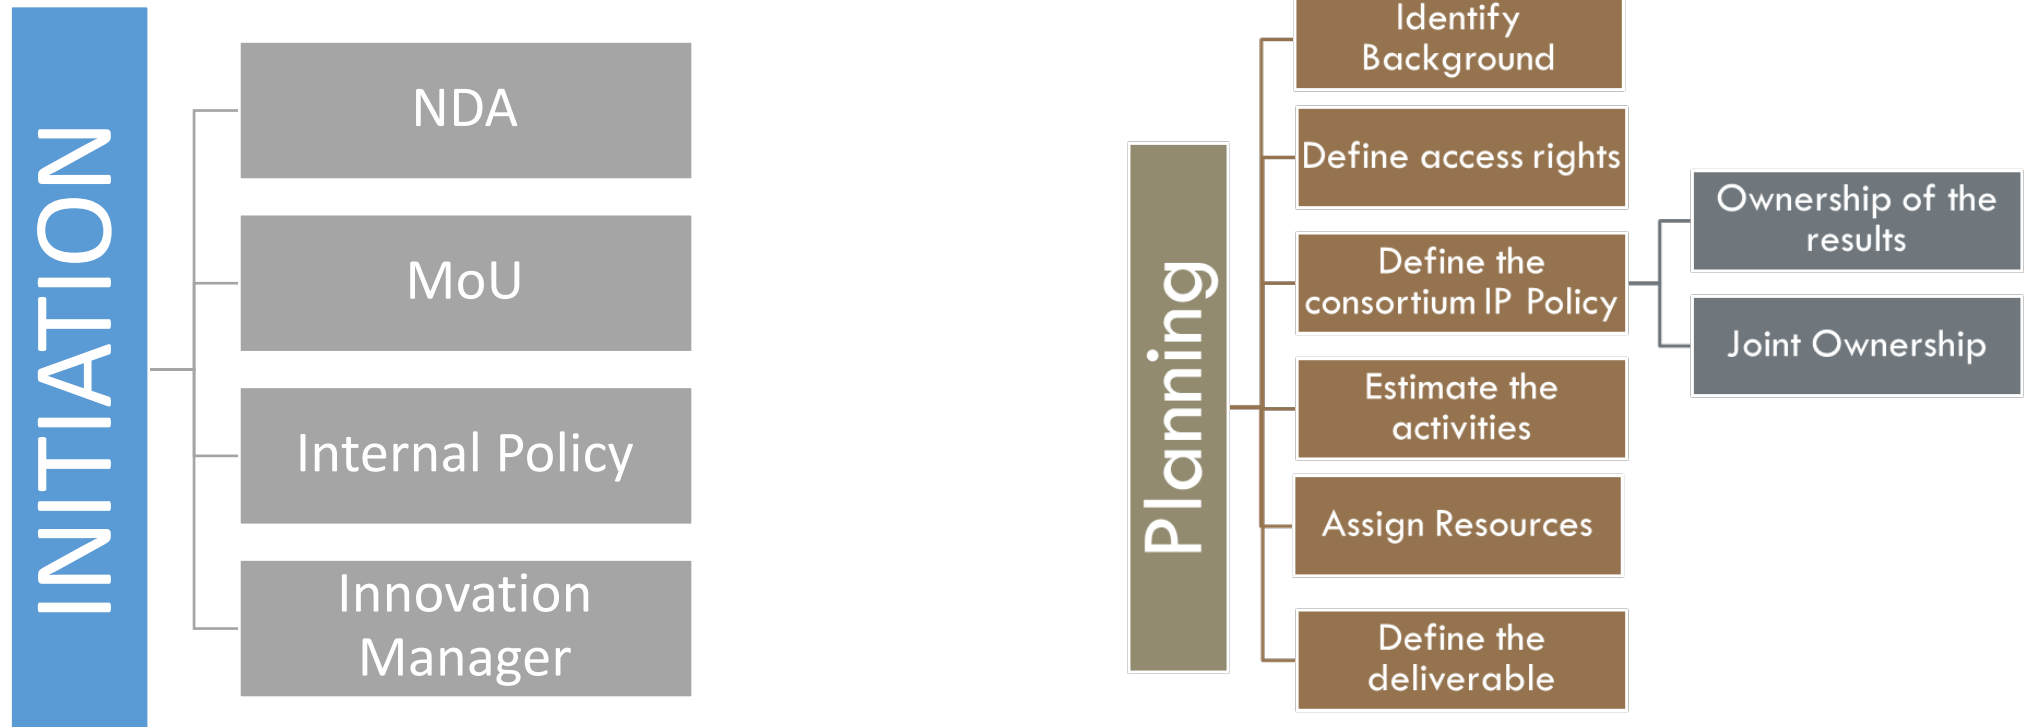 INITIATION
NDA
MoU
Internal Policy
Innovation
Manager
Planning
Identify
Background
Define access rights
Define the
consortium IP Policy
Ownership of the
results
Joint Ownership
Estimate the
activities
Assign Resources
Define the
deliverable